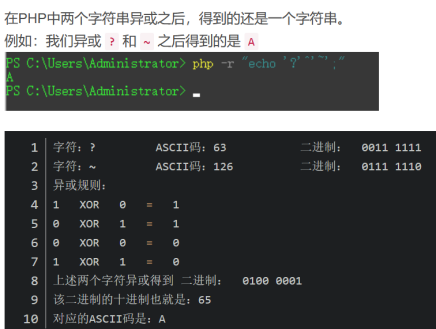 在PHP中两个字符串异或之后，得到的还是一个字符串。
例如：我们异或 ? 和 ~ 之后得到的是 A
PS C:\Users\Administrator> php -r "echo '?'^'~';"
A
PS C:\Users\Administrator>
1 字符：? ASCII码：63 二进制： 0011 1111
2 字符：~ ASCII码：126 二进制： 0111 1110
3 异或规则：
4 1 XOR 0 = 1
5 0 XOR 1 = 1
6 0 XOR 0 = 0
7 1 XOR 1 = 0
8 上述两个字符异或得到 二进制： 0100 0001
9 该二进制的十进制也就是：65
10 对应的ASCII码是：A